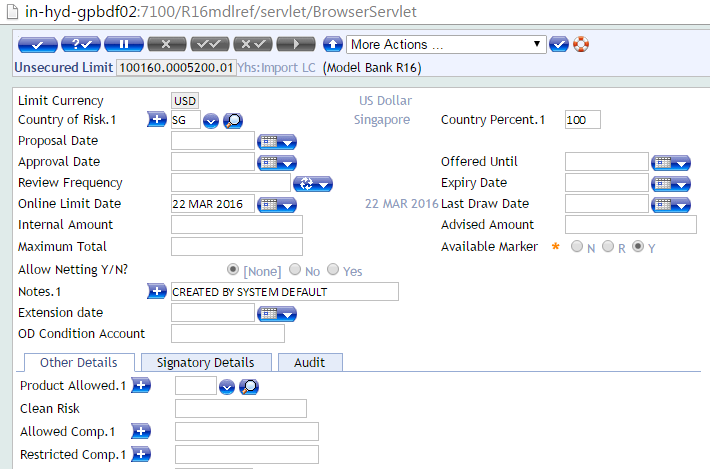 in-hyd-gpbdf02:7100/R16mdlref/servlet/BrowserServlet
More Actions ...
Unsecured Limit 100160.0005200.01 Yhs:Import LC (Model Bank R16)
Limit Currency USD US Dollar
Country of Risk.1 SG Singapore Country Percent.1 100
Proposal Date
Approval Date Offered Until
Review Frequency Expiry Date
Online Limit Date 22 MAR 2016 22 MAR 2016 Last Draw Date
Internal Amount Advised Amount
Maximum Total Available Marker * N R Y
Allow Netting Y/N? [None] No Yes
Notes.1 CREATED BY SYSTEM DEFAULT
Extension date
OD Condition Account
Other Details Signatory Details Audit
Product Allowed.1
Clean Risk
Allowed Comp.1
Restricted Comp.1